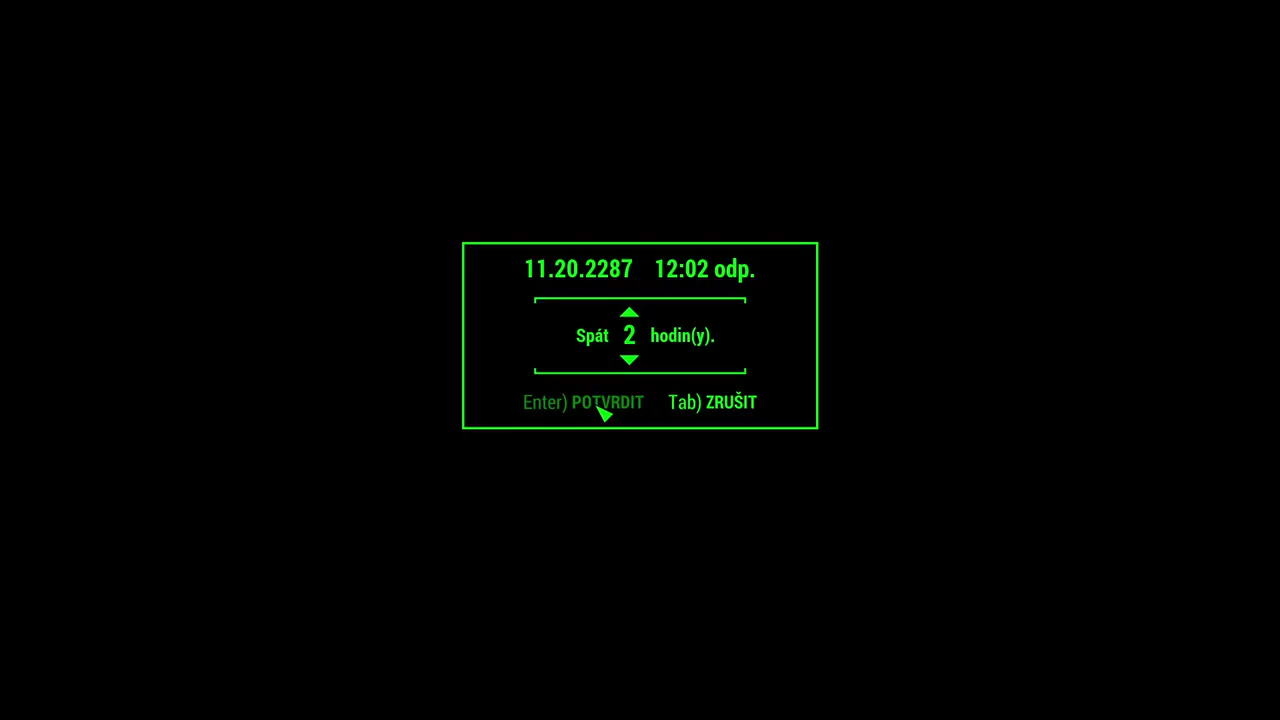 11.20.2287 12:02 odp.
Spát 2 hodin(y).
Enter) POTVRDIT Tab) ZRUŠIT